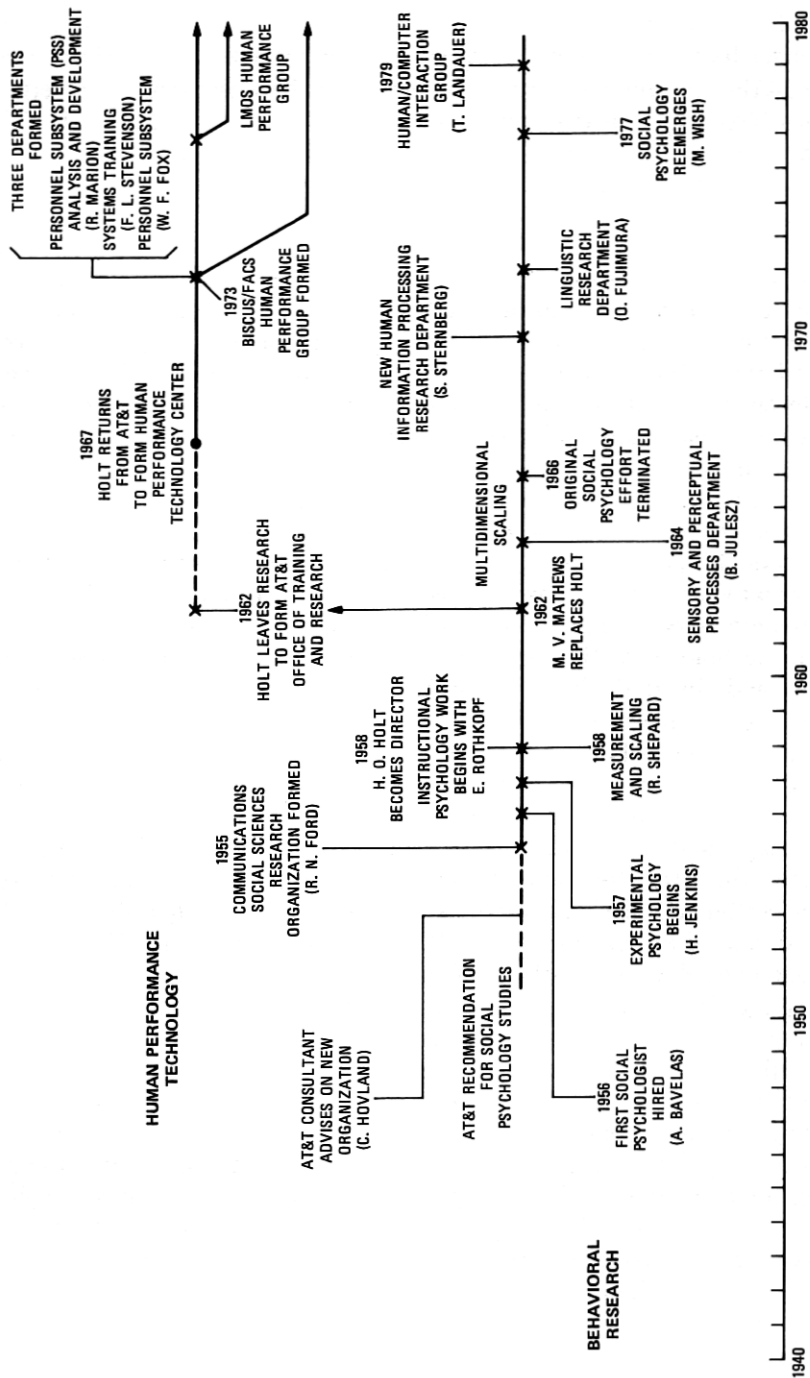 HUMAN PERFORMANCE
TECHNOLOGY
1962
HOLT LEAVES RESEARCH
TO FORM AT&T
OFFICE OF TRAINING
AND RESEARCH
1967
HOLT RETURNS
FROM AT&T
TO FORM HUMAN
PERFORMANCE
TECHNOLOGY CENTER
THREE DEPARTMENTS
FORMED
PERSONNEL SUBSYSTEM (PSS)
ANALYSIS AND DEVELOPMENT
(R. MARION)
SYSTEMS TRAINING
(F. L. STEVENSON)
PERSONNEL SUBSYSTEM
(W. F. FOX)
1973
BISCUS/FACS
HUMAN
PERFORMANCE
GROUP FORMED
LMOS HUMAN
PERFORMANCE
GROUP
AT&T CONSULTANT
ADVISES ON NEW
ORGANIZATION
(C. HOVLAND)
1955
COMMUNICATIONS
SOCIAL SCIENCES
RESEARCH
ORGANIZATION FORMED
(R. N. FORD)
1958
H. O. HOLT
BECOMES DIRECTOR
INSTRUCTIONAL
PSYCHOLOGY WORK
BEGINS WITH
E. ROTHKOPF
MULTIDIMENSIONAL
SCALING
NEW HUMAN
INFORMATION PROCESSING
RESEARCH DEPARTMENT
(S. STERNBERG)
1979
HUMAN/COMPUTER
INTERACTION
GROUP
(T. LANDAUER)
AT&T RECOMMENDATION
FOR SOCIAL
PSYCHOLOGY STUDIES
BEHAVIORAL
RESEARCH
1956
FIRST SOCIAL
PSYCHOLOGIST
HIRED
(A. BAVELAS)
1957
EXPERIMENTAL
PSYCHOLOGY
BEGINS
(H. JENKINS)
1958
MEASUREMENT
AND SCALING
(R. SHEPARD)
1962
M. V. MATHEWS
REPLACES HOLT
1964
SENSORY AND PERCEPTUAL
PROCESSES DEPARTMENT
(B. JULESZ)
1966
ORIGINAL
SOCIAL
PSYCHOLOGY
EFFORT
TERMINATED
LINGUISTIC
RESEARCH
DEPARTMENT
(O. FUJIMURA)
1977
SOCIAL
PSYCHOLOGY
REEMERGES
(M. WISH)
1940
1950
1960
1970
1980